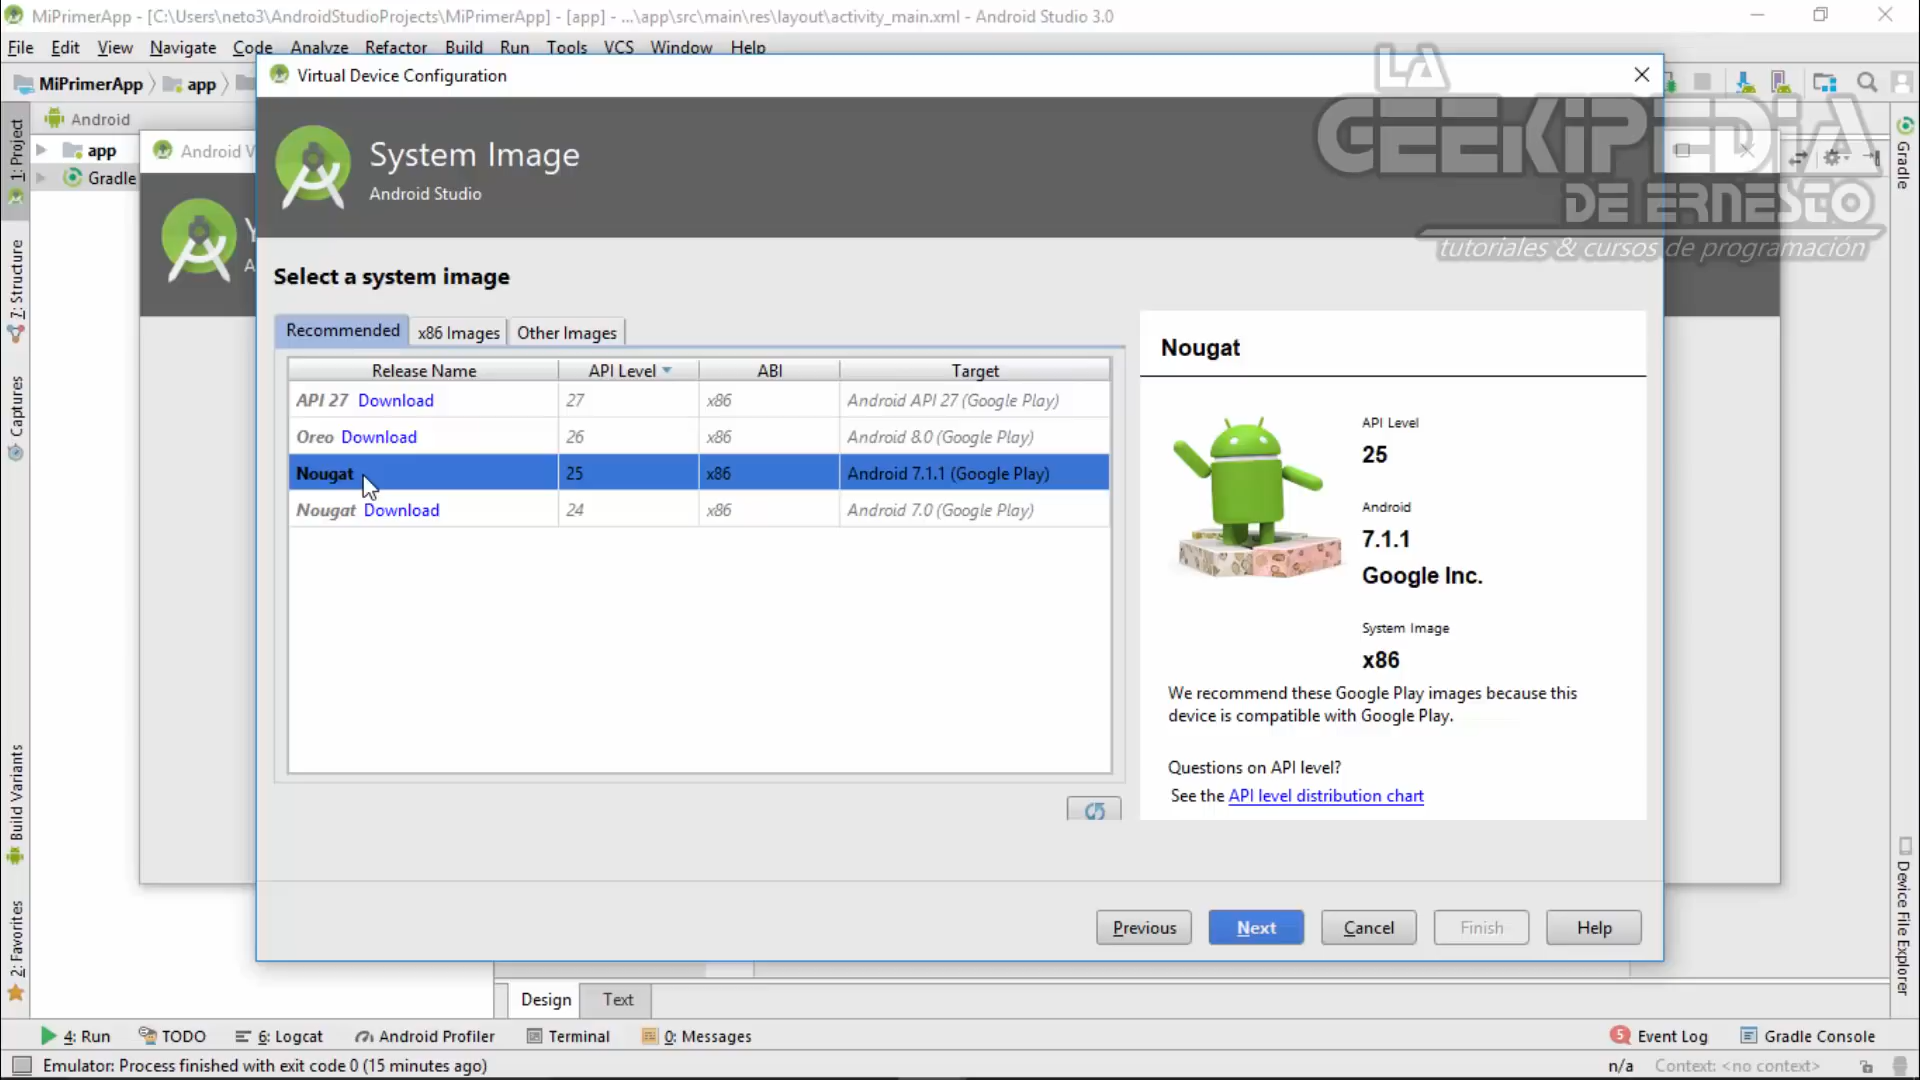 MiPrimerApp - [C:\Users\neto3\AndroidStudioProjects\MiPrimerApp] - [app] - ...\app\src\main\res\layout\activity_main.xml - Android Studio 3.0
File Edit View Navigate Code Analyze Refactor Build Run Tools VCS Window Help
MiPrimerApp app
Virtual Device Configuration
LA
GEEKIPEDIA
DE ERNESTO
tutoriales & cursos de programación
1: Project
7: Structure
Captures
Build Variants
2: Favorites
Android
app
Gradle
Android V
Y
A
System Image
Android Studio
Select a system image
Recommended x86 Images Other Images
Release Name API Level ABI Target
API 27 Download 27 x86 Android API 27 (Google Play)
Oreo Download 26 x86 Android 8.0 (Google Play)
Nougat 25 x86 Android 7.1.1 (Google Play)
Nougat Download 24 x86 Android 7.0 (Google Play)
Nougat
API Level
25
Android
7.1.1
Google Inc.
System Image
x86
We recommend these Google Play images because this
device is compatible with Google Play.
Questions on API level?
See the API level distribution chart
Previous Next Cancel Finish Help
Gradle
Device File Explorer
Design Text
4: Run TODO 6: Logcat Android Profiler Terminal 0: Messages 5 Event Log Gradle Console
Emulator: Process finished with exit code 0 (15 minutes ago) n/a Context: <no context>